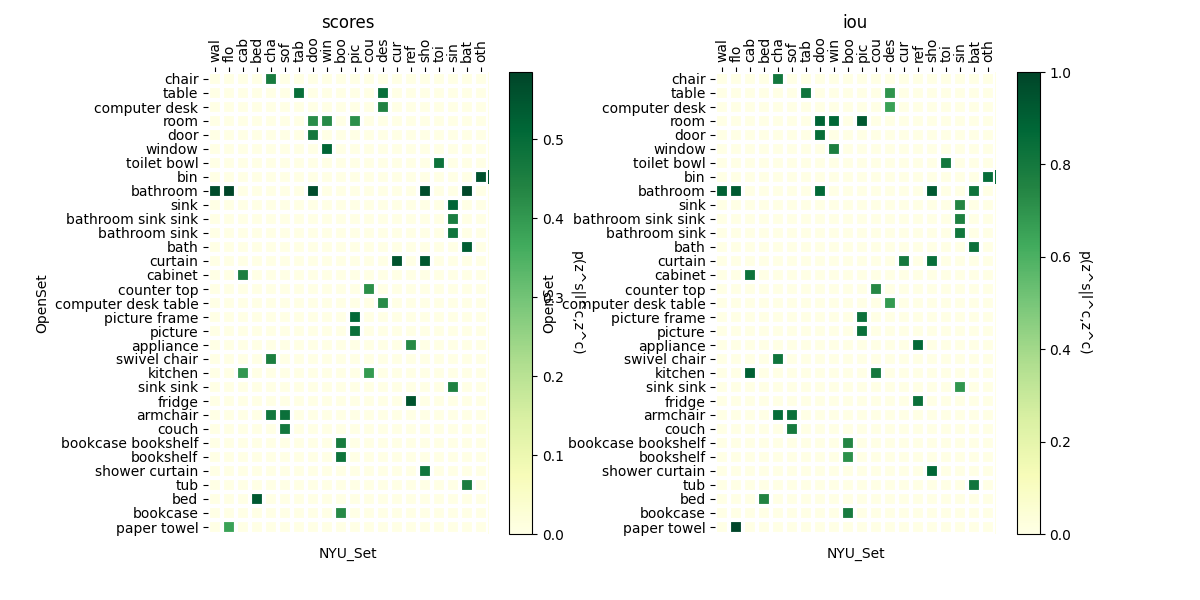 scores
wal flo cab bed cha sof tab doo win boo pic cou des cur ref sho toi sin bat oth
chair
table
computer desk
room
door
window
toilet bowl
bin
bathroom
sink
bathroom sink sink
bathroom sink
bath
curtain
cabinet
counter top
computer desk table
picture frame
picture
appliance
swivel chair
kitchen
sink sink
fridge
armchair
couch
bookcase bookshelf
bookshelf
shower curtain
tub
bed
bookcase
paper towel
OpenSet
NYU_Set
0.5
0.4
0.3
0.2
0.1
0.0
p(z^s||l^c,z^c)
iou
wal flo cab bed cha sof tab doo win boo pic cou des cur ref sho toi sin bat oth
chair
table
computer desk
room
door
window
toilet bowl
bin
bathroom
sink
bathroom sink sink
bathroom sink
bath
curtain
cabinet
counter top
computer desk table
picture frame
picture
appliance
swivel chair
kitchen
sink sink
fridge
armchair
couch
bookcase bookshelf
bookshelf
shower curtain
tub
bed
bookcase
paper towel
OpenSet
NYU_Set
1.0
0.8
0.6
0.4
0.2
0.0
p(z^s||l^c,z^c)